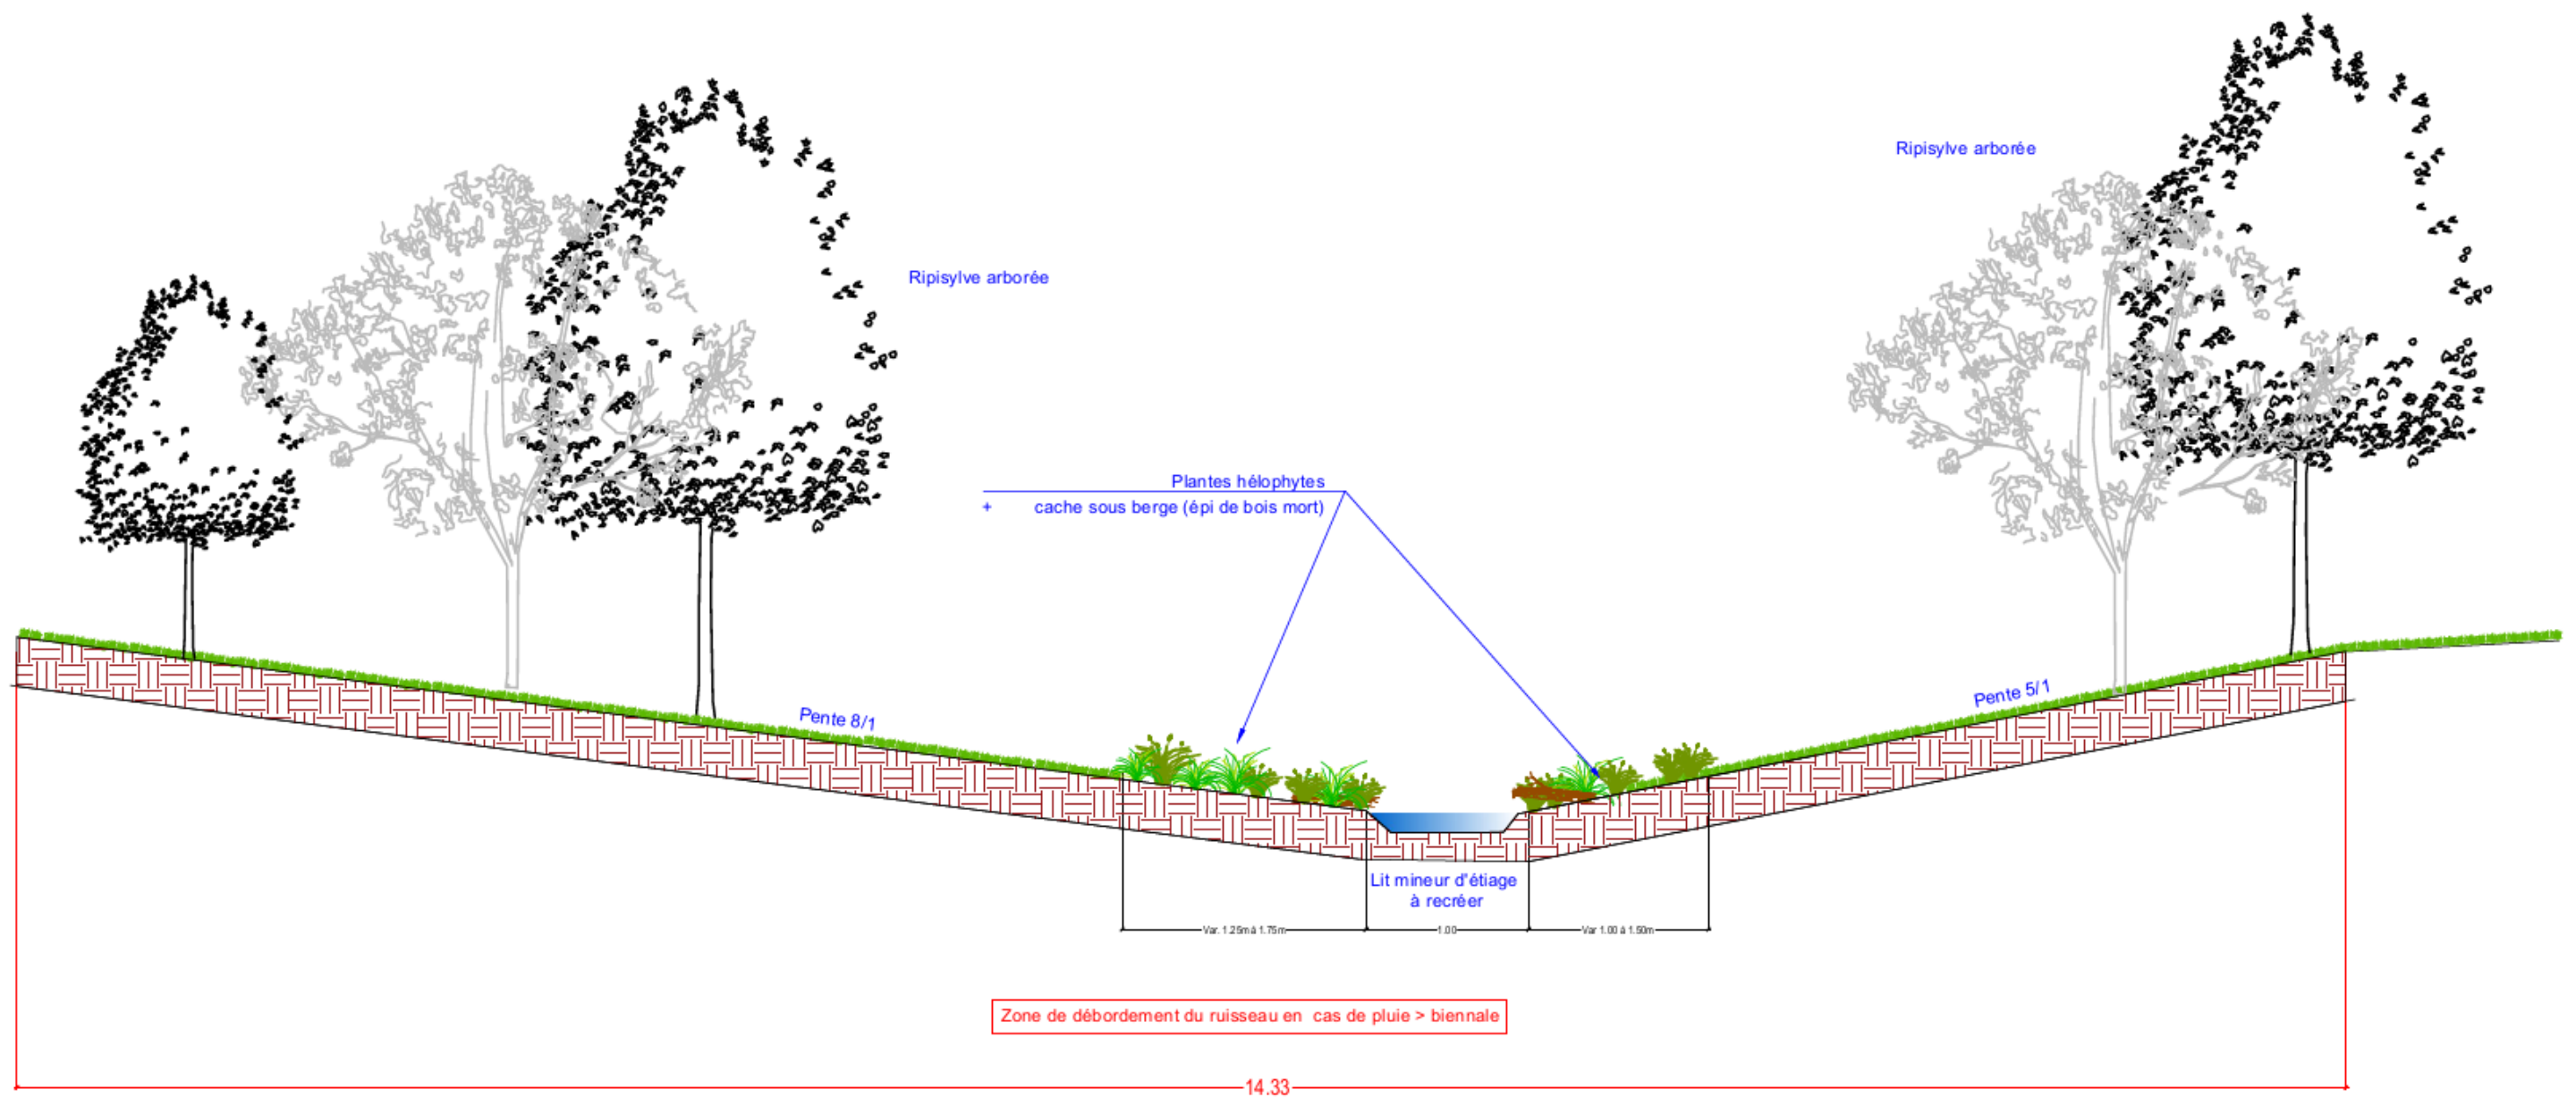 Ripisylve arborée
Ripisylve arborée
Plantes hélophytes
+ cache sous berge (épi de bois mort)
Pente 8/1
Pente 5/1
Lit mineur d'étiage
à recréer
Var. 1.25m à 1.75m
1.00
Var 1.00 à 1.50m
Zone de débordement du ruisseau en cas de pluie > biennale
14.33